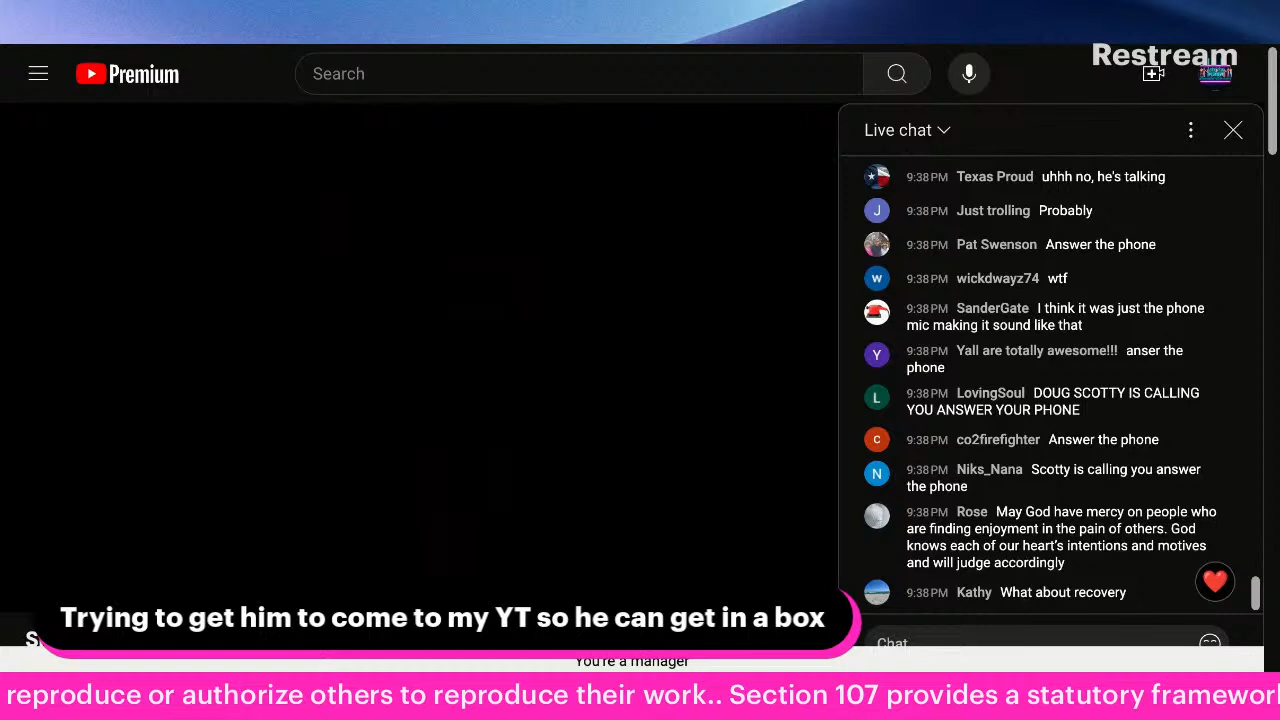 Restream
Premium
Search
Live chat
9:38 PM Texas Proud uhhh no, he's talking
J
9:38 PM Just trolling Probably
9:38 PM Pat Swenson Answer the phone
w
9:38 PM wickdwayz74 wtf
9:38 PM SanderGate I think it was just the phone
mic making it sound like that
Y
9:38 PM Yall are totally awesome!!! anser the
phone
L
9:38 PM LovingSoul DOUG SCOTTY IS CALLING
YOU ANSWER YOUR PHONE
c
9:38 PM co2firefighter Answer the phone
N
9:38 PM Niks_Nana Scotty is calling you answer
the phone
9:38 PM Rose May God have mercy on people who
are finding enjoyment in the pain of others. God
knows each of our heart's intentions and motives
and will judge accordingly
9:38 PM Kathy What about recovery
Trying to get him to come to my YT so he can get in a box
Chat
You're a manager
reproduce or authorize others to reproduce their work.. Section 107 provides a statutory framework